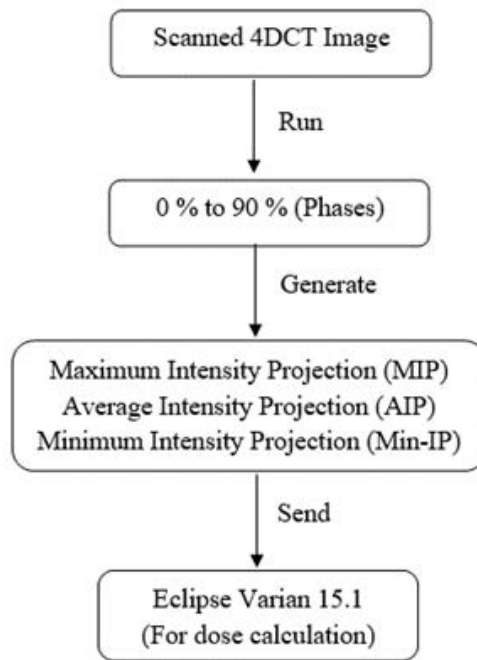 Scanned 4DCT Image
Run
0 % to 90 % (Phases)
Generate
Maximum Intensity Projection (MIP)
Average Intensity Projection (AIP)
Minimum Intensity Projection (Min-IP)
Send
Eclipse Varian 15.1
(For dose calculation)